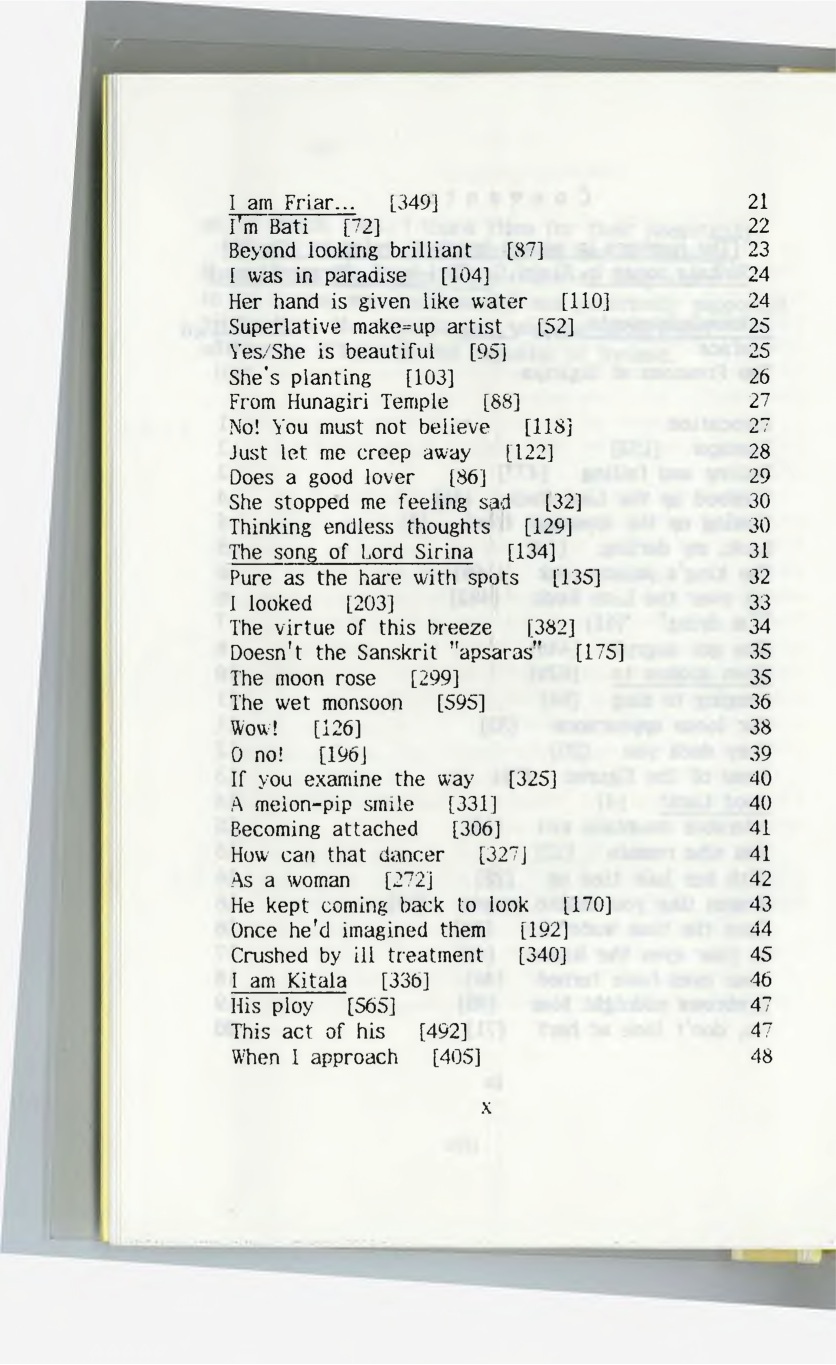 I am Friar... [349] 21
I'm Bati [72] 22
Beyond looking brilliant [87] 23
I was in paradise [104] 24
Her hand is given like water [110] 24
Superlative make=up artist [52] 25
Yes/She is beautiful [95] 25
She's planting [103] 26
From Hunagiri Temple [88] 27
No! You must not believe [118] 27
Just let me creep away [122] 28
Does a good lover [86] 29
She stopped me feeling sad [32] 30
Thinking endless thoughts [129] 30
The song of Lord Sirina [134] 31
Pure as the hare with spots [135] 32
I looked [203] 33
The virtue of this breeze [382] 34
Doesn't the Sanskrit "apsaras" [175] 35
The moon rose [299] 35
The wet monsoon [595] 36
Wow! [126] 38
O no! [196] 39
If you examine the way [325] 40
A melon-pip smile [331] 40
Becoming attached [306] 41
How can that dancer [327] 41
As a woman [272] 42
He kept coming back to look [170] 43
Once he'd imagined them [192] 44
Crushed by ill treatment [340] 45
I am Kitala [336] 46
His ploy [565] 47
This act of his [492] 47
When I approach [405] 48
x